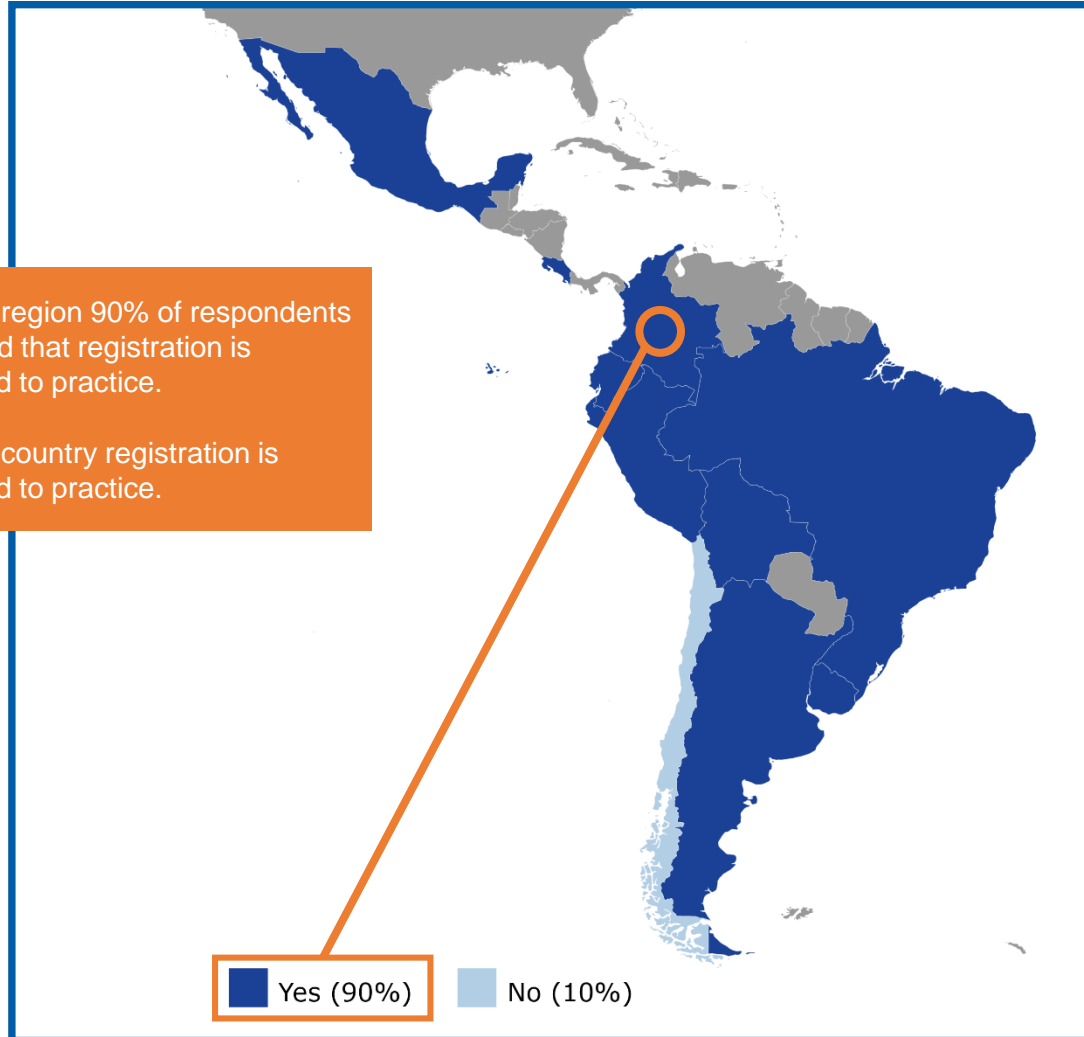 region 90% of respondents
d that registration is
d to practice.
country registration is
d to practice.
Yes (90%)
No (10%)